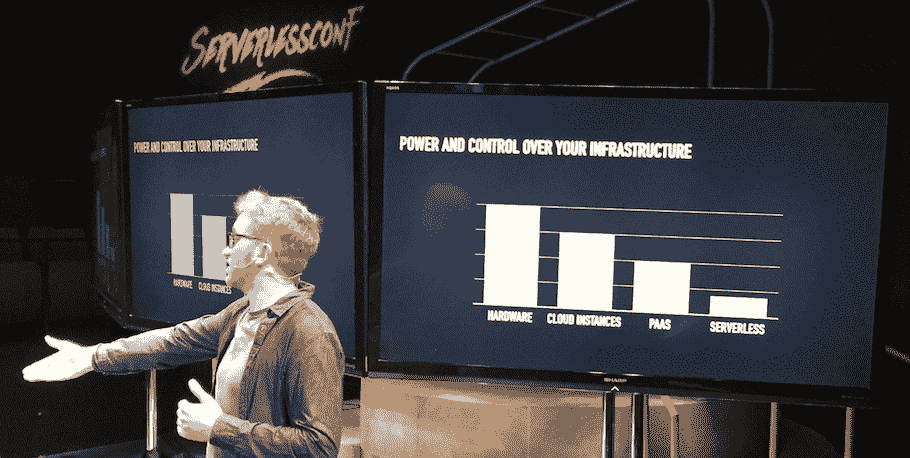 SERVERLESSCONF
POWER AND CONTROL OVER YOUR INFRASTRUCTURE
HARDWARE CLOUD INSTANCES
POWER AND CONTROL OVER YOUR INFRASTRUCTURE
HARDWARE CLOUD INSTANCES PAAS SERVERLESS
SHARP